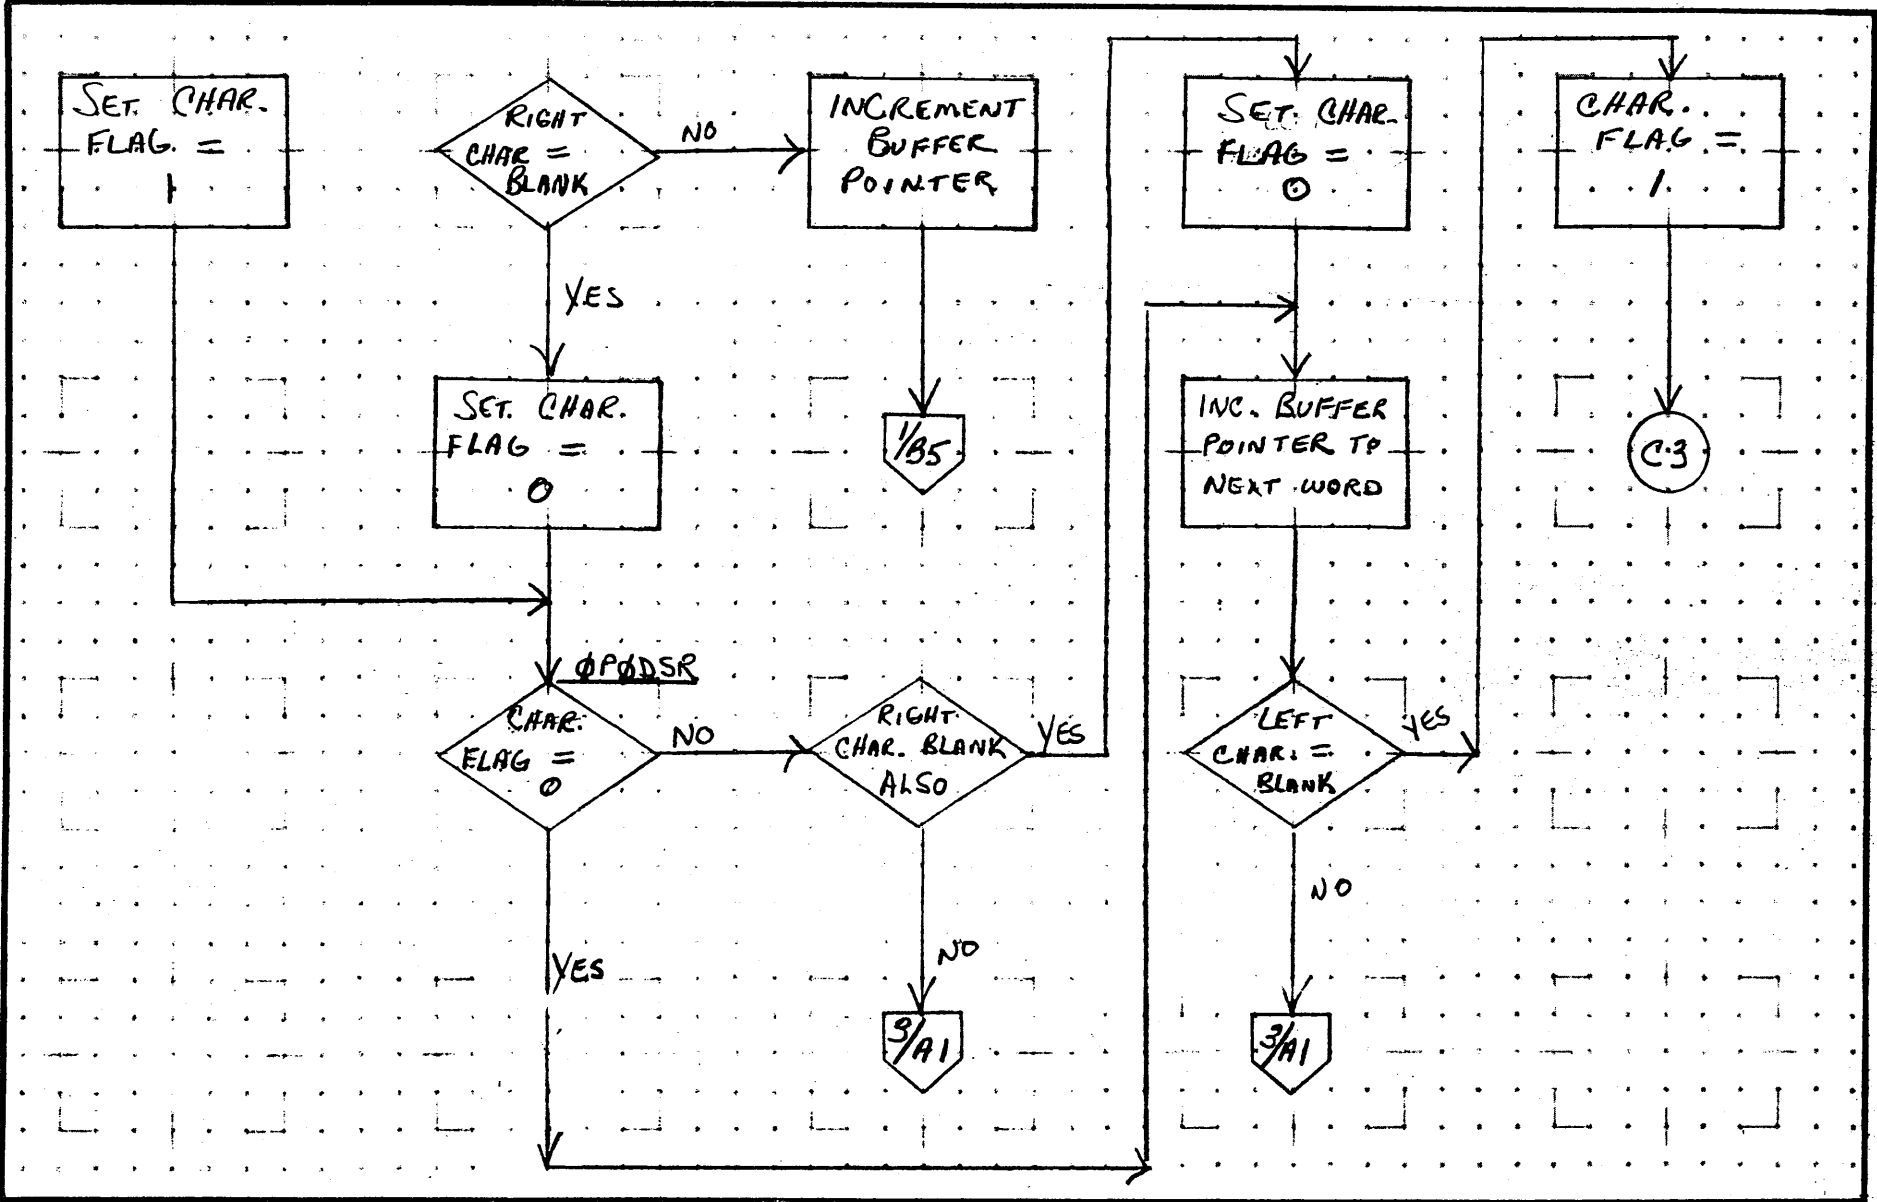 SET. CHAR.
FLAG. =
1
RIGHT
CHAR =
BLANK
NO
YES
INCREMENT
BUFFER
POINTER
1/B5
SET. CHAR.
FLAG =
0
SET. CHAR.
FLAG =
0
INC. BUFFER
POINTER TO
NEXT WORD
CHAR.
FLAG =
1
C3
ØPØDSR
CHAR.
FLAG =
0
NO
YES
RIGHT
CHAR. BLANK
ALSO
YES
NO
3/A1
LEFT
CHAR. =
BLANK
YES
NO
3/A1